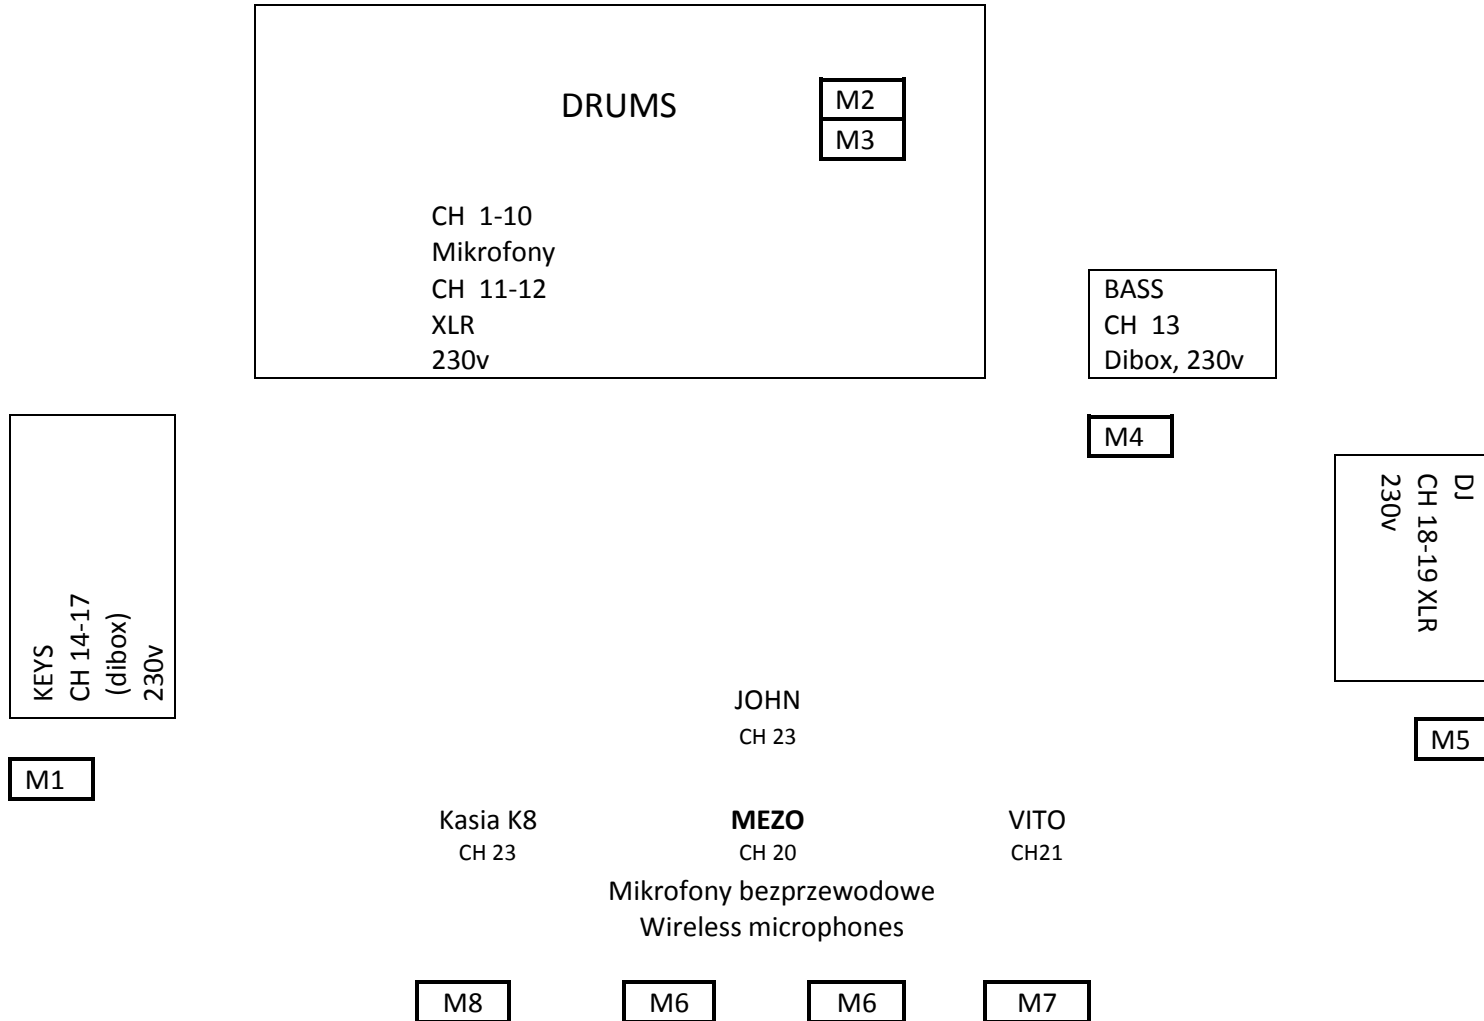 DRUMS
M2
M3
CH 1-10
Mikrofony
CH 11-12
XLR
230v
BASS
CH 13
Dibox, 230v
M4
KEYS
CH 14-17
(dibox)
230v
DJ
CH 18-19 XLR
230v
M1
M5
JOHN
CH 23
Kasia K8
CH 23
MEZO
CH 20
VITO
CH21
Mikrofony bezprzewodowe
Wireless microphones
M8
M6
M6
M7